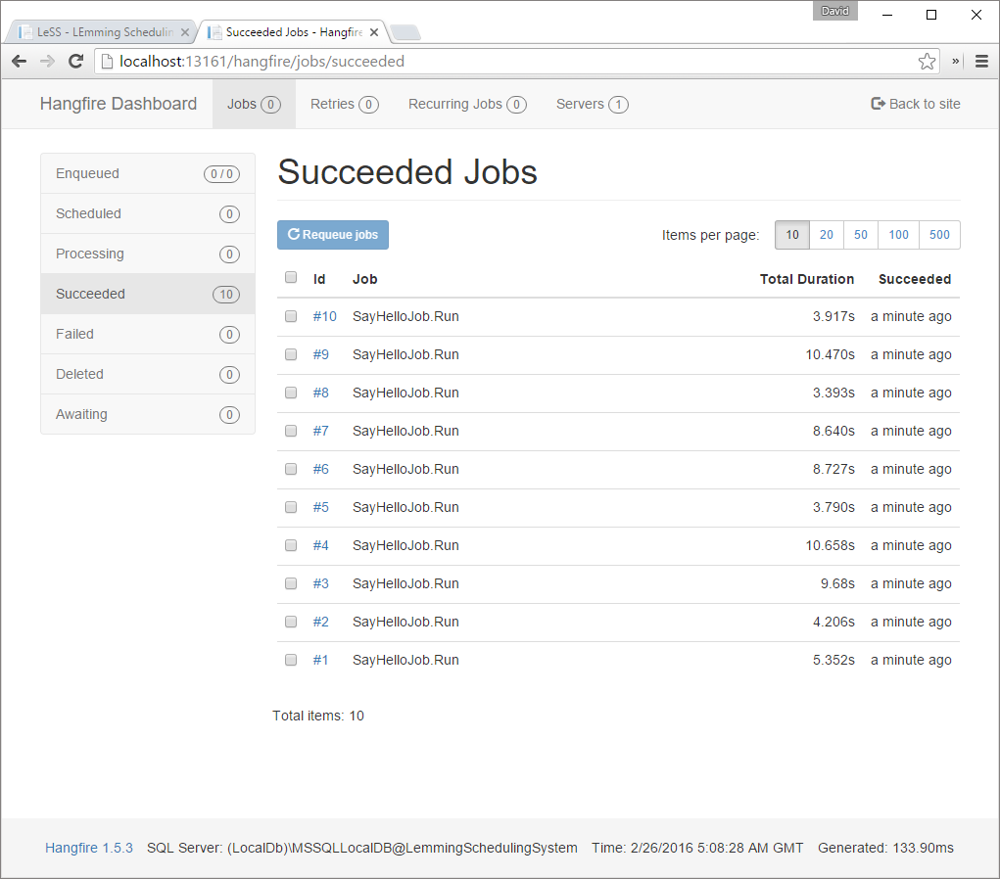 David
LeSS - LEmming Schedulin
Succeeded Jobs - Hangfire
localhost:13161/hangfire/jobs/succeeded
Hangfire Dashboard Jobs 0 Retries 0 Recurring Jobs 0 Servers 1 Back to site
Enqueued 0 / 0
Scheduled 0
Processing 0
Succeeded 10
Failed 0
Deleted 0
Awaiting 0
Succeeded Jobs
Requeue jobs Items per page: 10 20 50 100 500
Id Job Total Duration Succeeded
#10 SayHelloJob.Run 3.917s a minute ago
#9 SayHelloJob.Run 10.470s a minute ago
#8 SayHelloJob.Run 3.393s a minute ago
#7 SayHelloJob.Run 8.640s a minute ago
#6 SayHelloJob.Run 8.727s a minute ago
#5 SayHelloJob.Run 3.790s a minute ago
#4 SayHelloJob.Run 10.658s a minute ago
#3 SayHelloJob.Run 9.68s a minute ago
#2 SayHelloJob.Run 4.206s a minute ago
#1 SayHelloJob.Run 5.352s a minute ago
Total items: 10
Hangfire 1.5.3 SQL Server: (LocalDb)\MSSQLLocalDB@LemmingSchedulingSystem Time: 2/26/2016 5:08:28 AM GMT Generated: 133.90ms